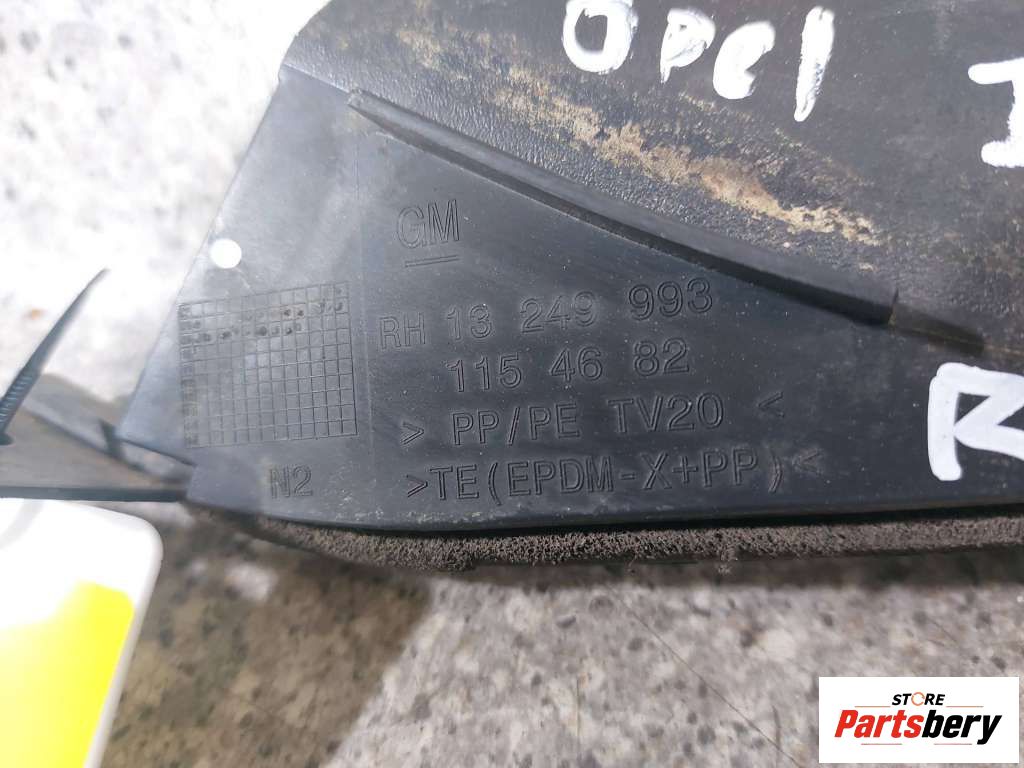 Opel I
GM
RH 13 249 993
115 46 82
> PP/PE TV20 <
N2 >TE(EPDM-X+PP)<
R
STORE
Partsbery